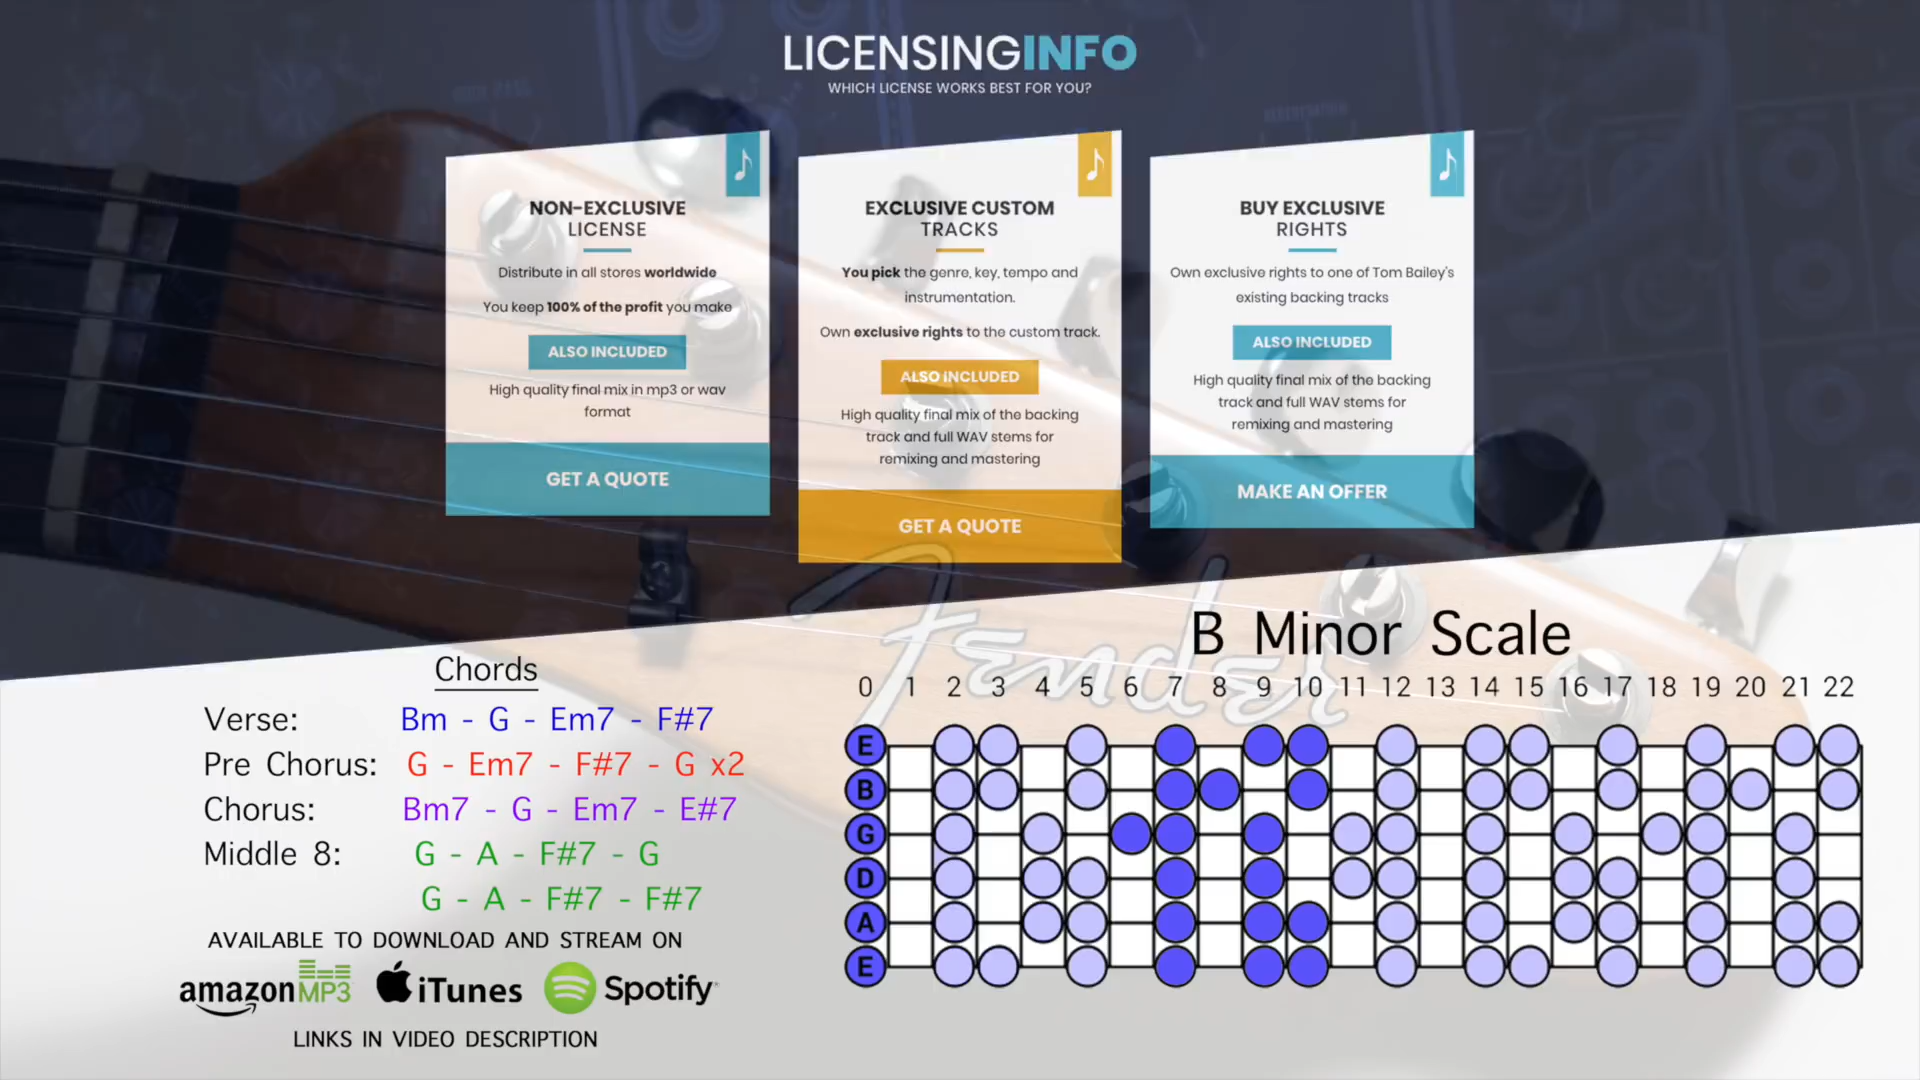 LICENSINGINFO
WHICH LICENSE WORKS BEST FOR YOU?
NON-EXCLUSIVE
LICENSE
Distribute in all stores worldwide
You keep 100% of the profit you make
ALSO INCLUDED
High quality final mix in mp3 or wav
format
GET A QUOTE
EXCLUSIVE CUSTOM
TRACKS
You pick the genre, key, tempo and
instrumentation.
Own exclusive rights to the custom track.
ALSO INCLUDED
High quality final mix of the backing
track and full WAV stems for
remixing and mastering
GET A QUOTE
BUY EXCLUSIVE
RIGHTS
Own exclusive rights to one of Tom Bailey's
existing backing tracks
ALSO INCLUDED
High quality final mix of the backing
track and full WAV stems for
remixing and mastering
MAKE AN OFFER
Fender
Chords
Verse: Bm - G - Em7 - F#7
Pre Chorus: G - Em7 - F#7 - G x2
Chorus: Bm7 - G - Em7 - E#7
Middle 8: G - A - F#7 - G
G - A - F#7 - F#7
AVAILABLE TO DOWNLOAD AND STREAM ON
amazonMP3 iTunes Spotify
LINKS IN VIDEO DESCRIPTION
B Minor Scale
0 1 2 3 4 5 6 7 8 9 10 11 12 13 14 15 16 17 18 19 20 21 22
E
B
G
D
A
E